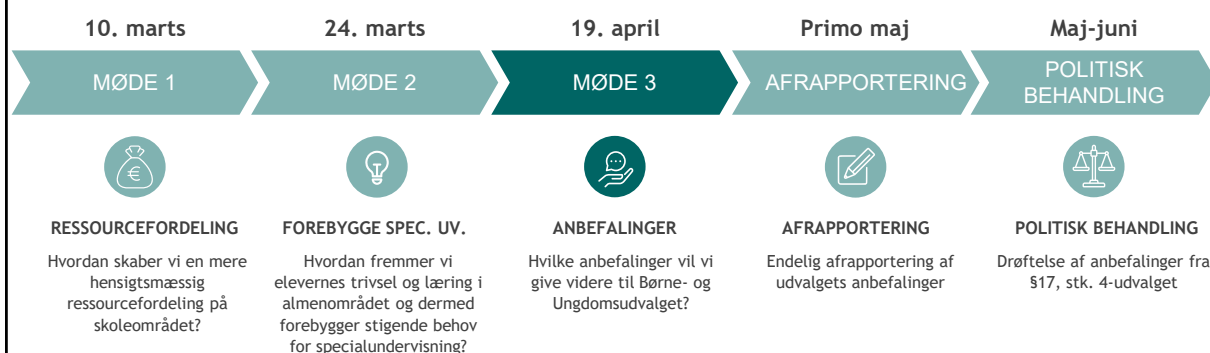 10. marts
24. marts
19. april
Primo maj
Maj-juni
MØDE 1
MØDE 2
MØDE 3
AFRAPPORTERING
POLITISK
BEHANDLING
€
RESSOURCEFORDELING
Hvordan skaber vi en mere
hensigtsmæssig
ressourcefordeling på
skoleområdet?
FOREBYGGE SPEC. UV.
Hvordan fremmer vi
elevernes trivsel og læring i
almenområdet og dermed
forebygger stigende behov
for specialundervisning?
ANBEFALINGER
Hvilke anbefalinger vil vi
give videre til Børne- og
Ungdomsudvalget?
AFRAPPORTERING
Endelig afrapportering af
udvalgets anbefalinger
POLITISK BEHANDLING
Drøftelse af anbefalinger fra
§17, stk. 4-udvalget